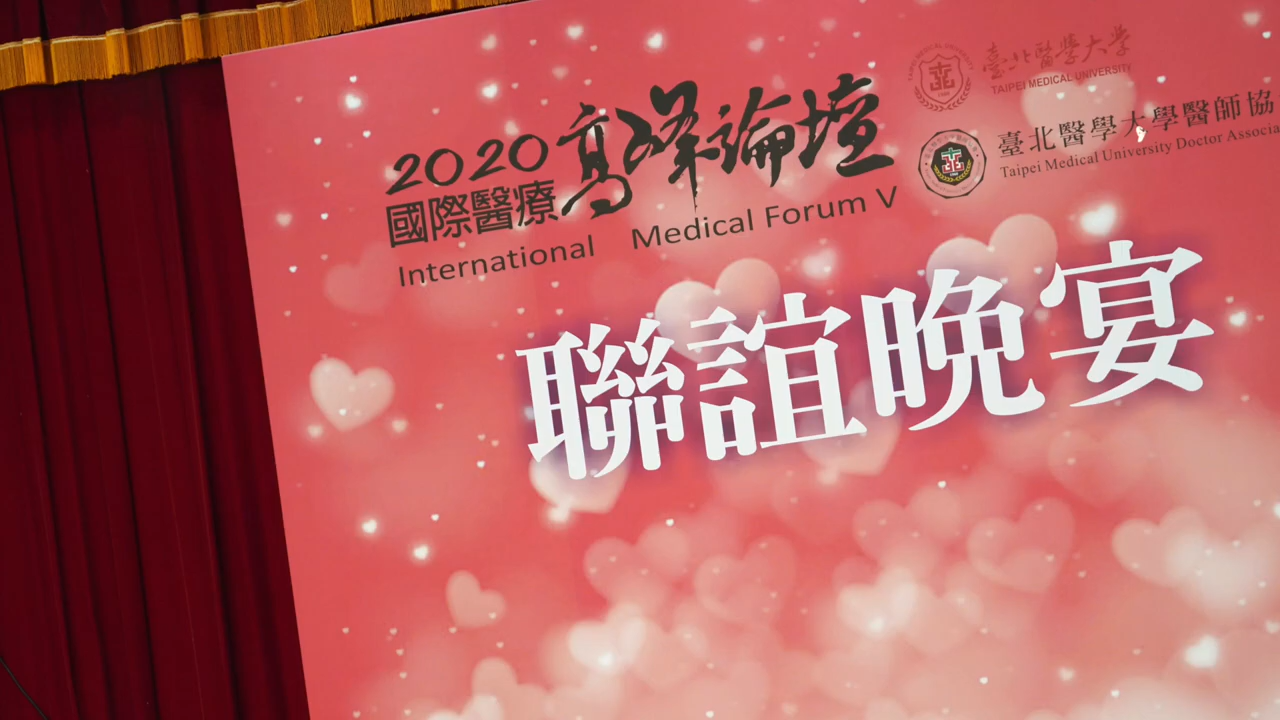 2020
國際醫療
高峰論壇
International Medical Forum V
臺北醫學大學
TAIPEI MEDICAL UNIVERSITY
臺北醫學大學醫師協
Taipei Medical University Doctor Associa
聯誼晚宴